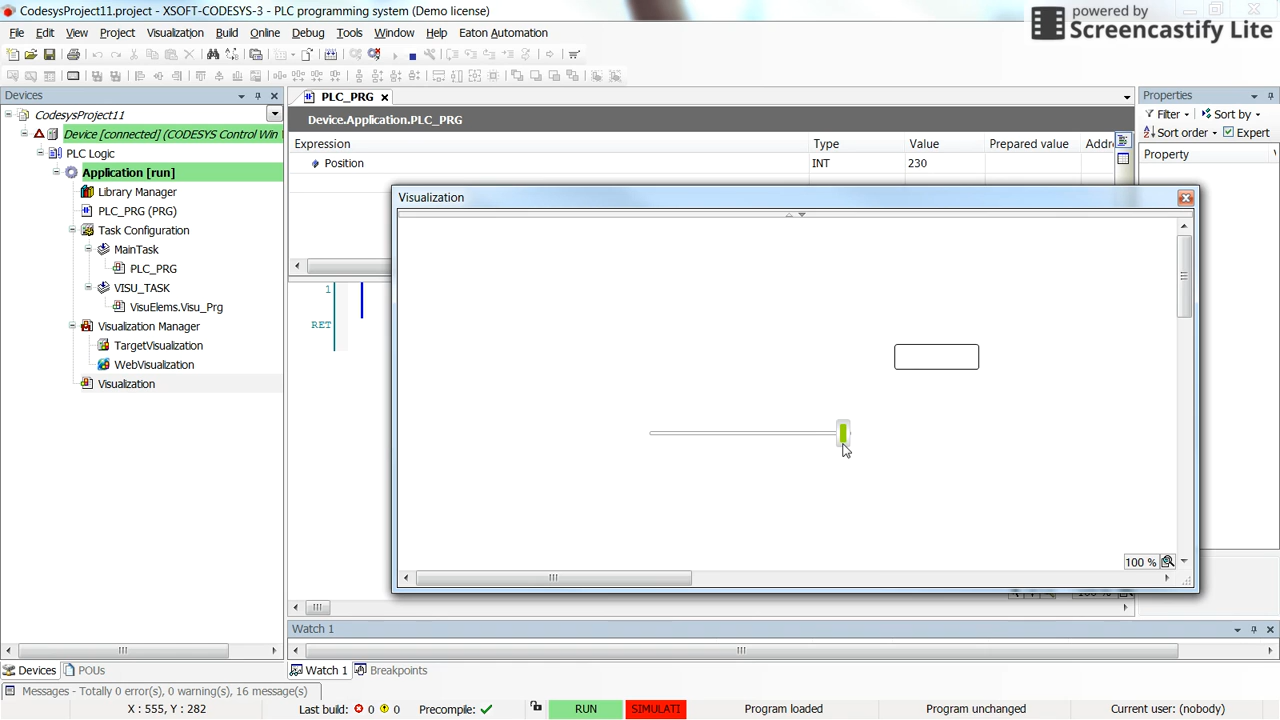 CodesysProject11.project - XSOFT-CODESYS-3 - PLC programming system (Demo license)
powered by
Screencastify Lite
File Edit View Project Visualization Build Online Debug Tools Window Help Eaton Automation
Devices
PLC_PRG
Properties
CodesysProject11
Device.Application.PLC_PRG
Filter
Sort by
Device [connected] (CODESYS Control Win V
Sort order
Expert
Expression Type Value Prepared value Addre
Property
PLC Logic
Position INT 230
Application [run]
Library Manager
Visualization
PLC_PRG (PRG)
Task Configuration
MainTask
PLC_PRG
VISU_TASK
1
VisuElems.Visu_Prg
RET
Visualization Manager
TargetVisualization
WebVisualization
Visualization
100 %
Watch 1
Devices POUs
Watch 1 Breakpoints
Messages - Totally 0 error(s), 0 warning(s), 16 message(s)
X : 555, Y : 282
Last build: 0 0 Precompile:
RUN
SIMULATI
Program loaded
Program unchanged
Current user: (nobody)